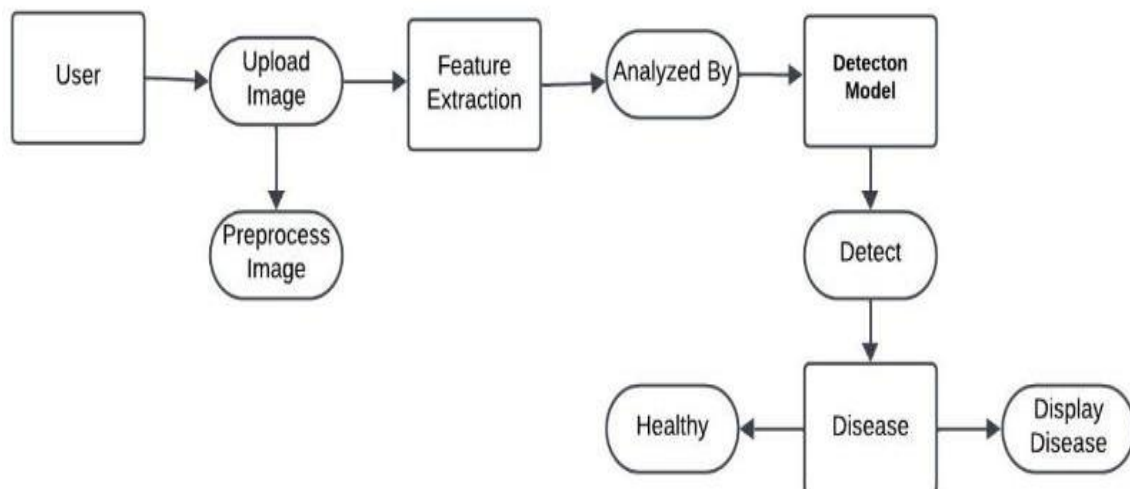 User
Upload
Image
Feature
Extraction
Analyzed By
Detecton
Model
Preprocess
Image
Detect
Healthy
Disease
Display
Disease